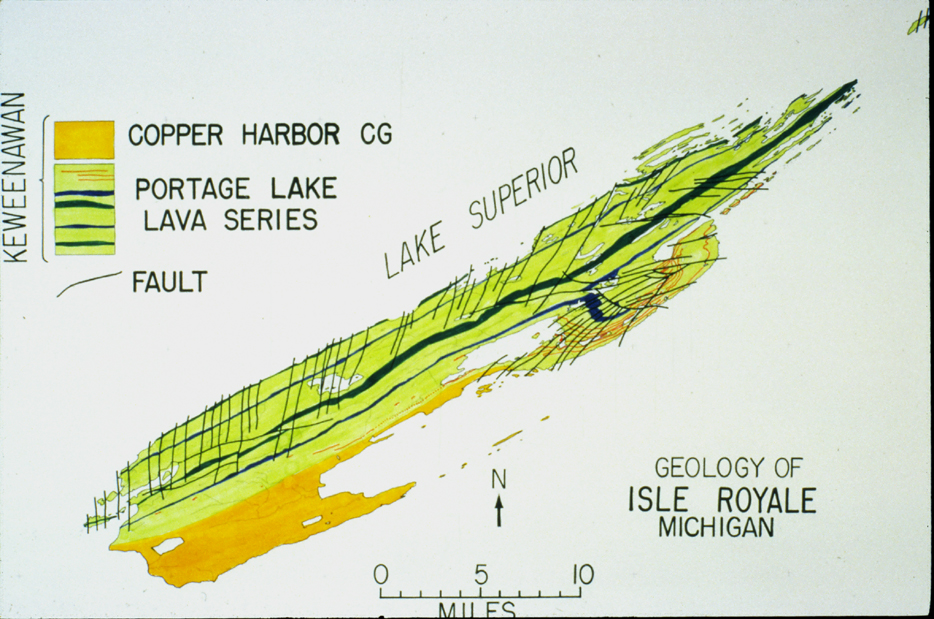 KEWEENAWAN
COPPER HARBOR CG
PORTAGE LAKE
LAVA SERIES
FAULT
LAKE SUPERIOR
N
GEOLOGY OF
ISLE ROYALE
MICHIGAN
0 5 10
MILES